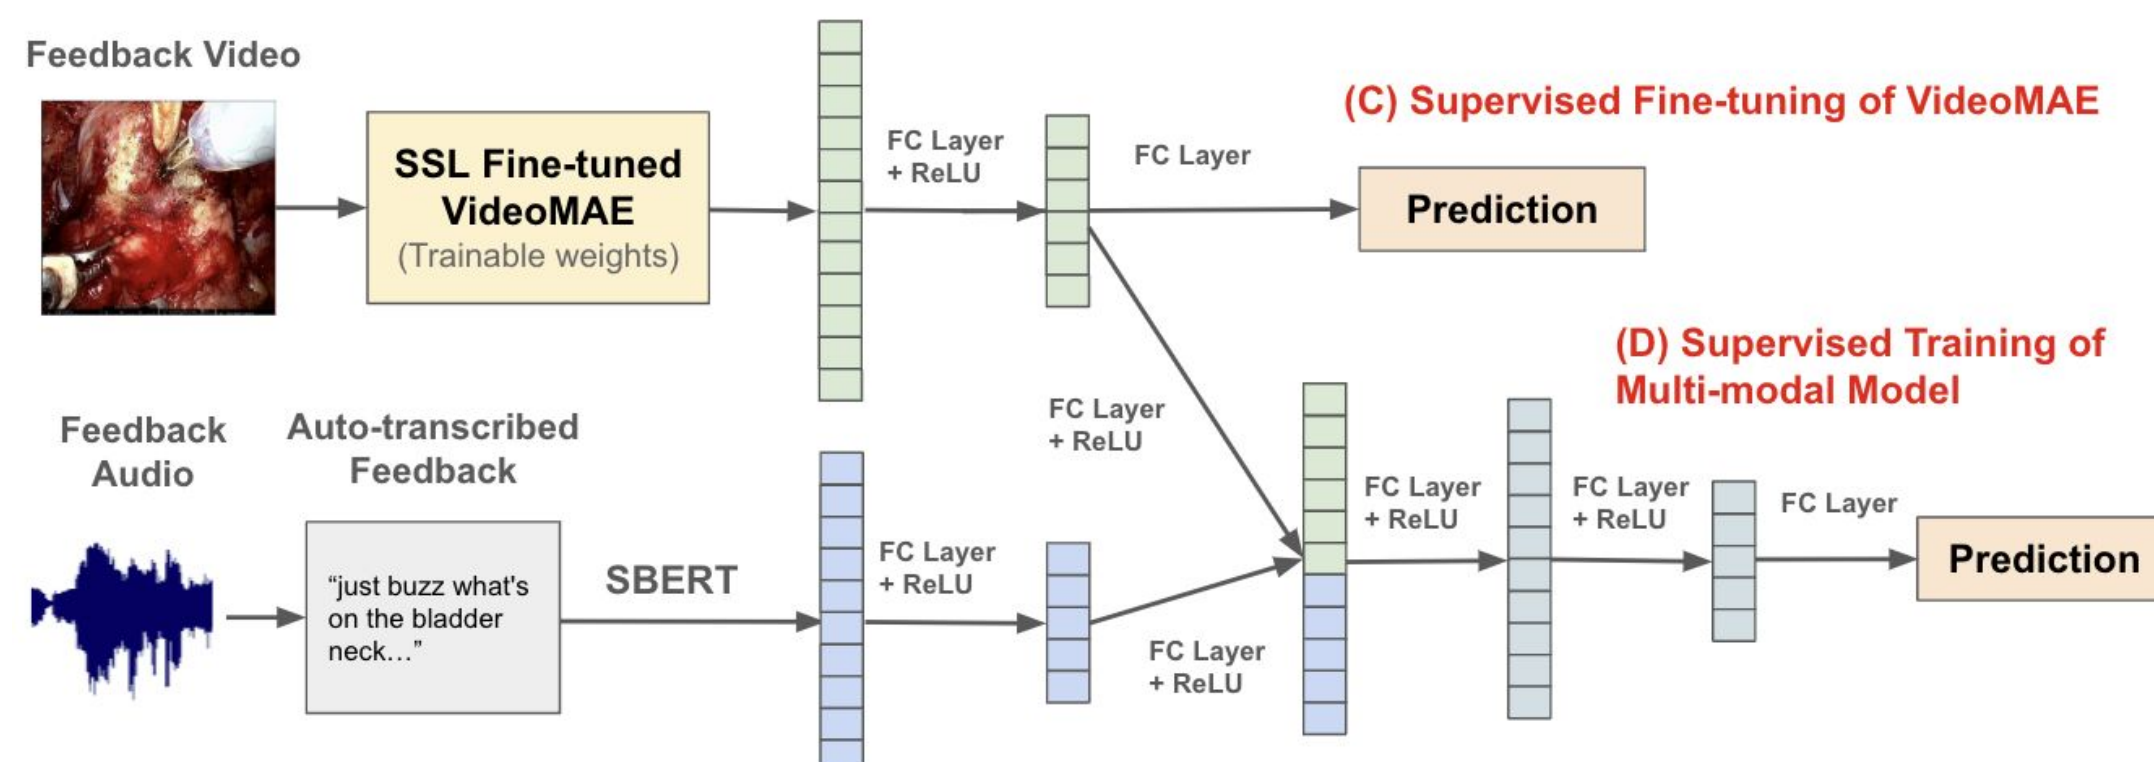 Feedback Video
SSL Fine-tuned
VideoMAE
(Trainable weights)
FC Layer
+ ReLU
FC Layer
(C) Supervised Fine-tuning of VideoMAE
Prediction
(D) Supervised Training of
Multi-modal Model
Feedback
Audio
Auto-transcribed
Feedback
“just buzz what's
on the bladder
neck…”
SBERT
FC Layer
+ ReLU
FC Layer
+ ReLU
FC Layer
+ ReLU
FC Layer
+ ReLU
FC Layer
+ ReLU
FC Layer
Prediction